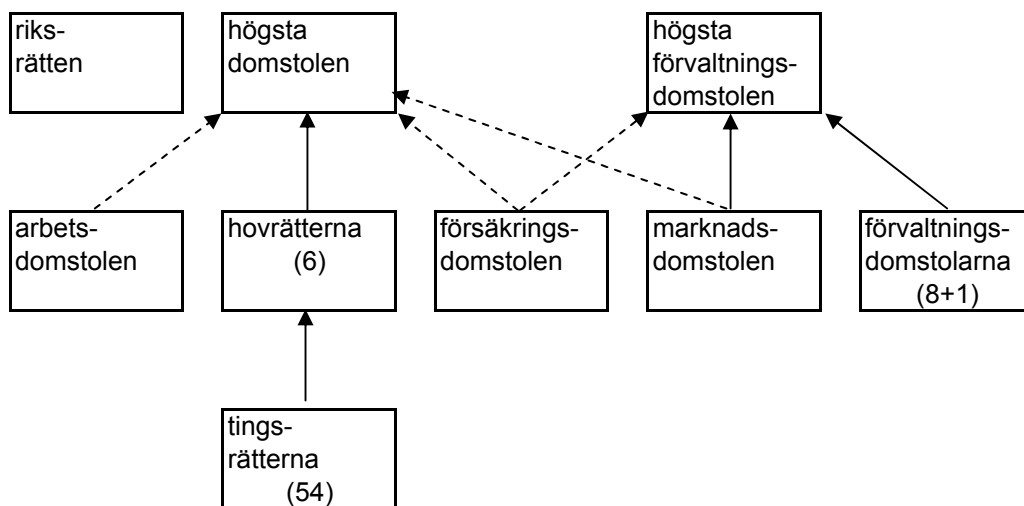 riks-
rätten
högsta
domstolen
högsta
förvaltnings-
domstolen
arbets-
domstolen
hovrätterna
(6)
försäkrings-
domstolen
marknads-
domstolen
förvaltnings-
domstolarna
(8+1)
tings-
rätterna
(54)